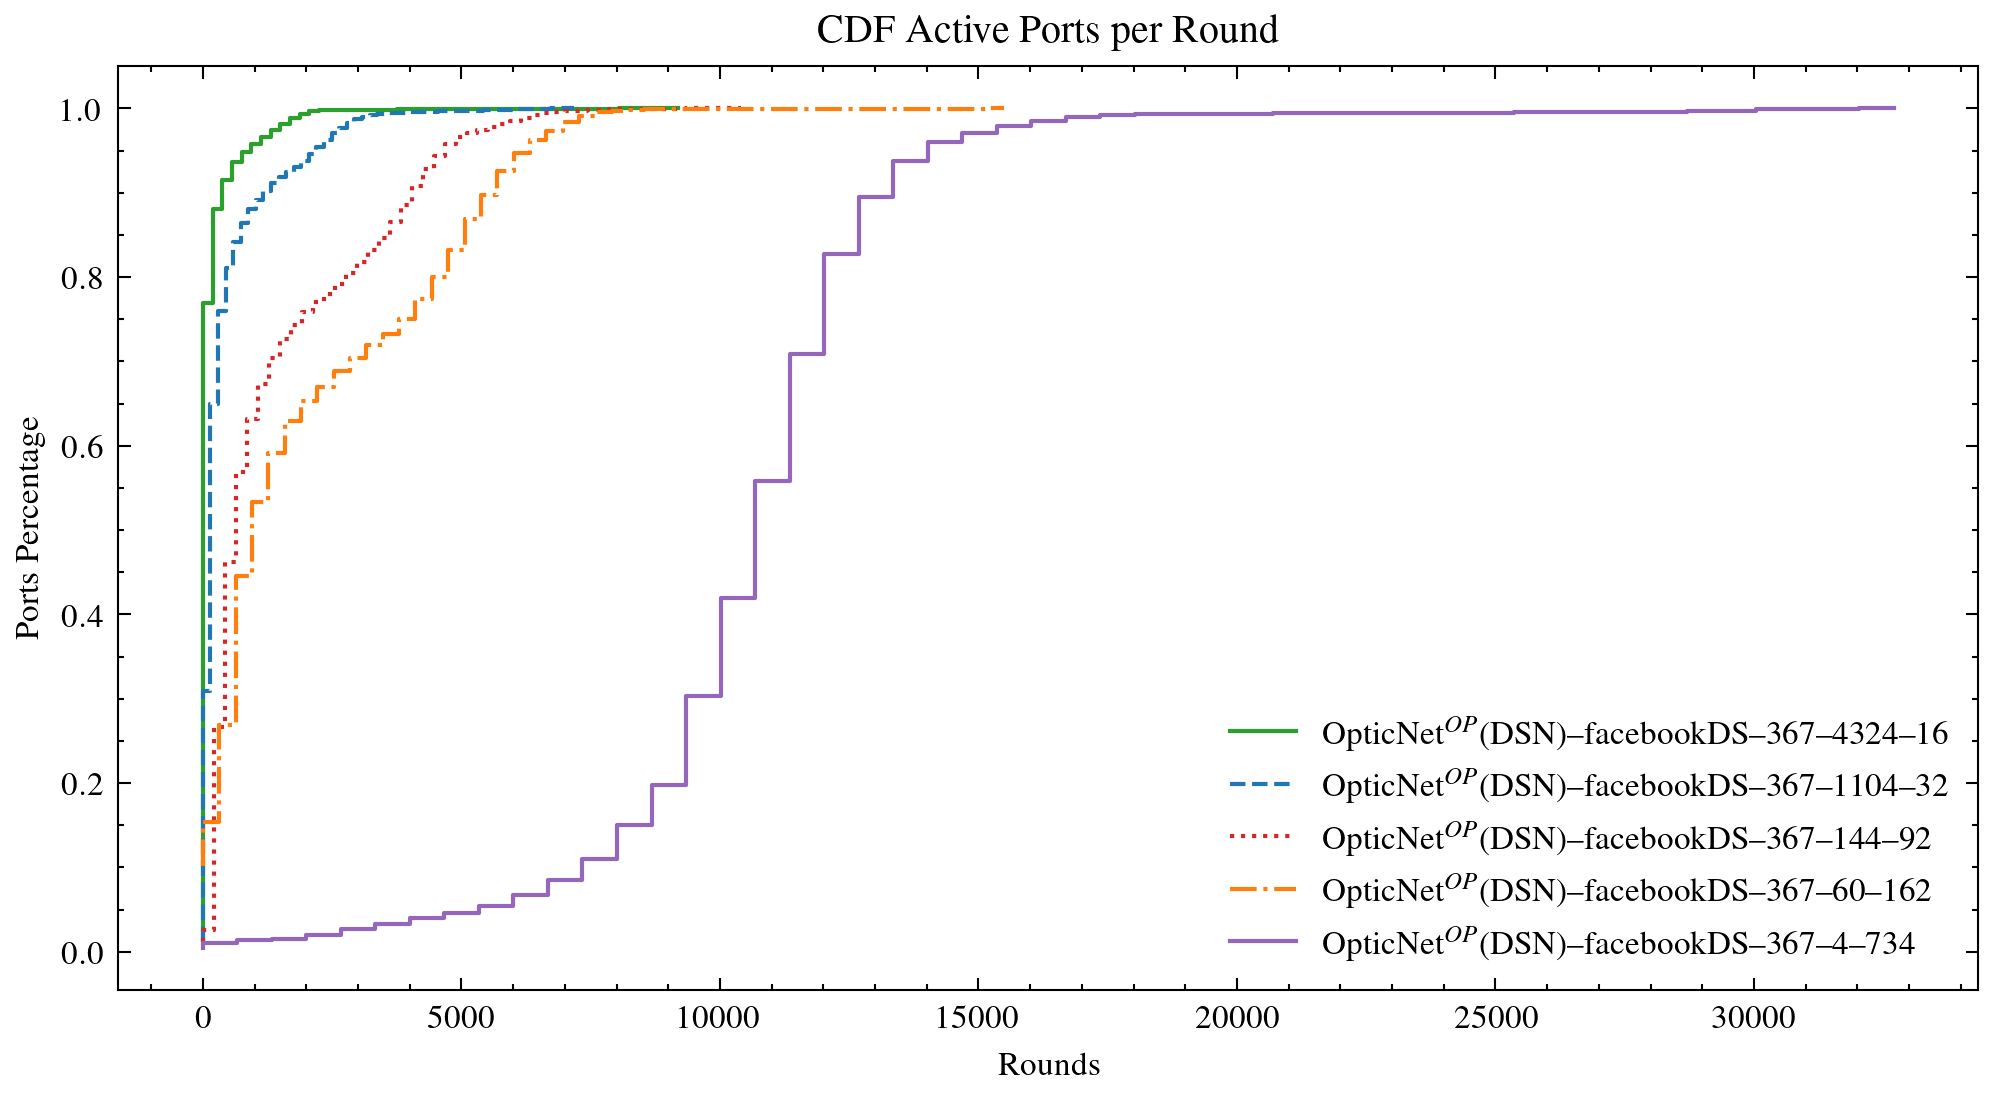 CDF Active Ports per Round
Ports Percentage
1.0
0.8
0.6
0.4
0.2
0.0
OpticNet^OP(DSN)–facebookDS–367–4324–16
OpticNet^OP(DSN)–facebookDS–367–1104–32
OpticNet^OP(DSN)–facebookDS–367–144–92
OpticNet^OP(DSN)–facebookDS–367–60–162
OpticNet^OP(DSN)–facebookDS–367–4–734
0 5000 10000 15000 20000 25000 30000
Rounds